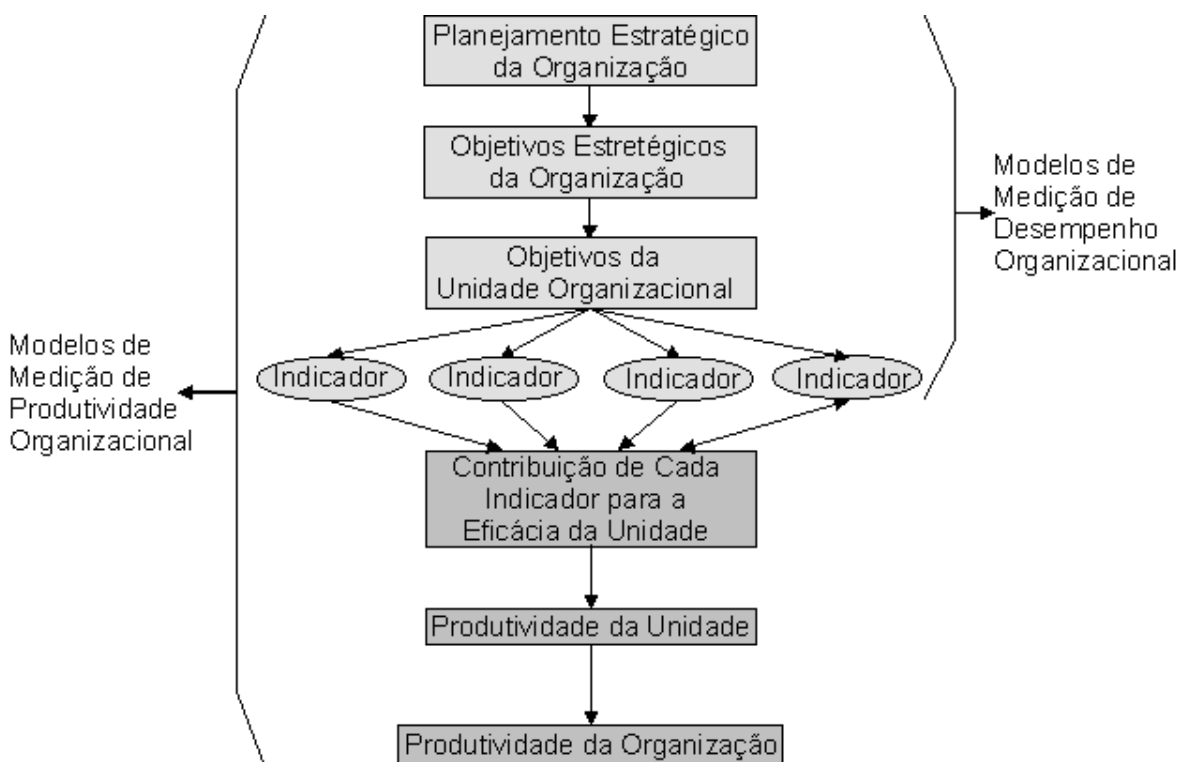 Planejamento Estratégico
da Organização
Objetivos Estretégicos
da Organização
Modelos de
Medição de
Desempenho
Organizacional
Objetivos da
Unidade Organizacional
Modelos de
Medição de
Produtividade
Organizacional
Indicador
Indicador
Indicador
Indicador
Contribuição de Cada
Indicador para a
Eficácia da Unidade
Produtividade da Unidade
Produtividade da Organização